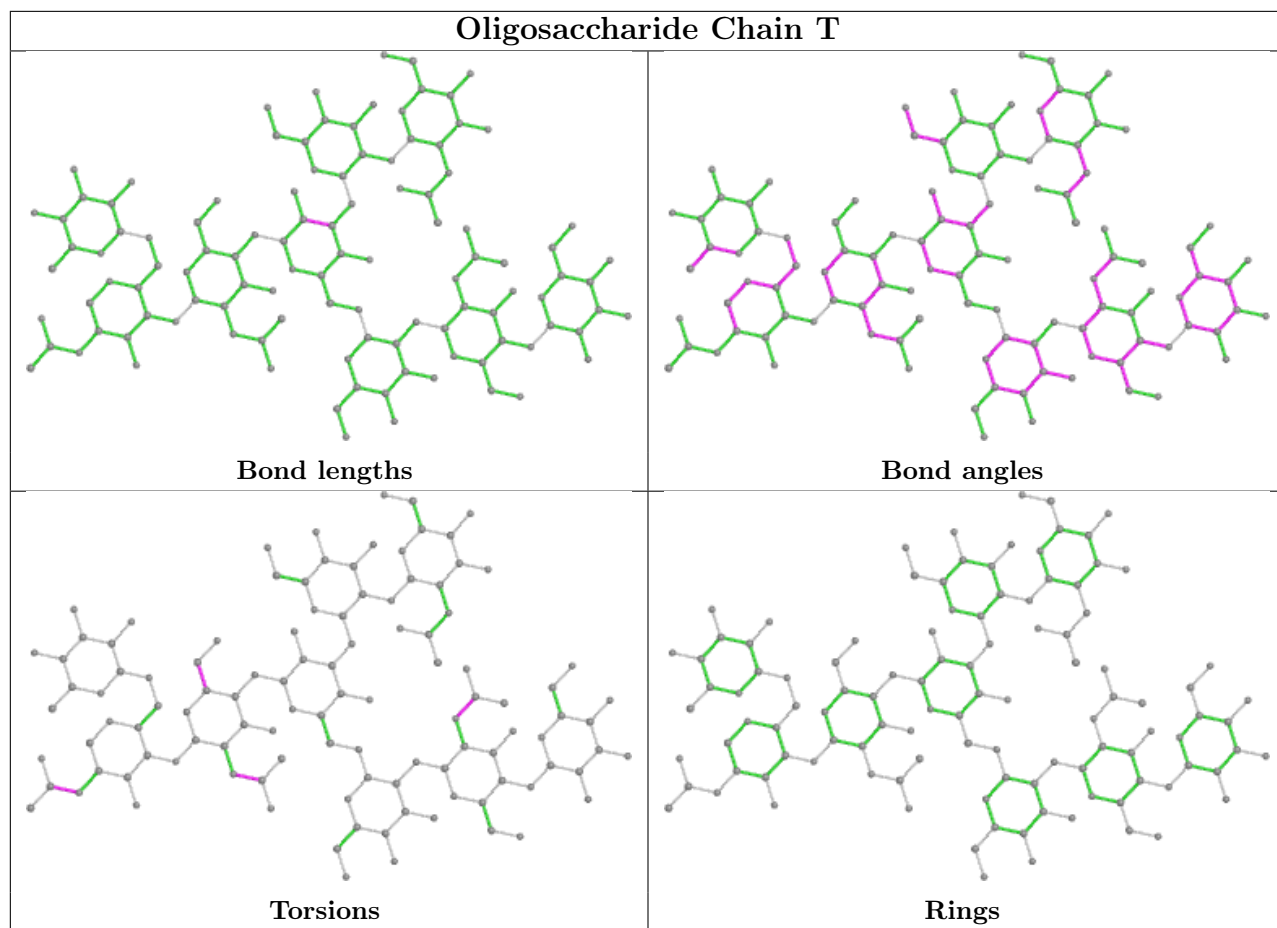 Oligosaccharide Chain T
Bond lengths
Bond angles
Torsions
Rings